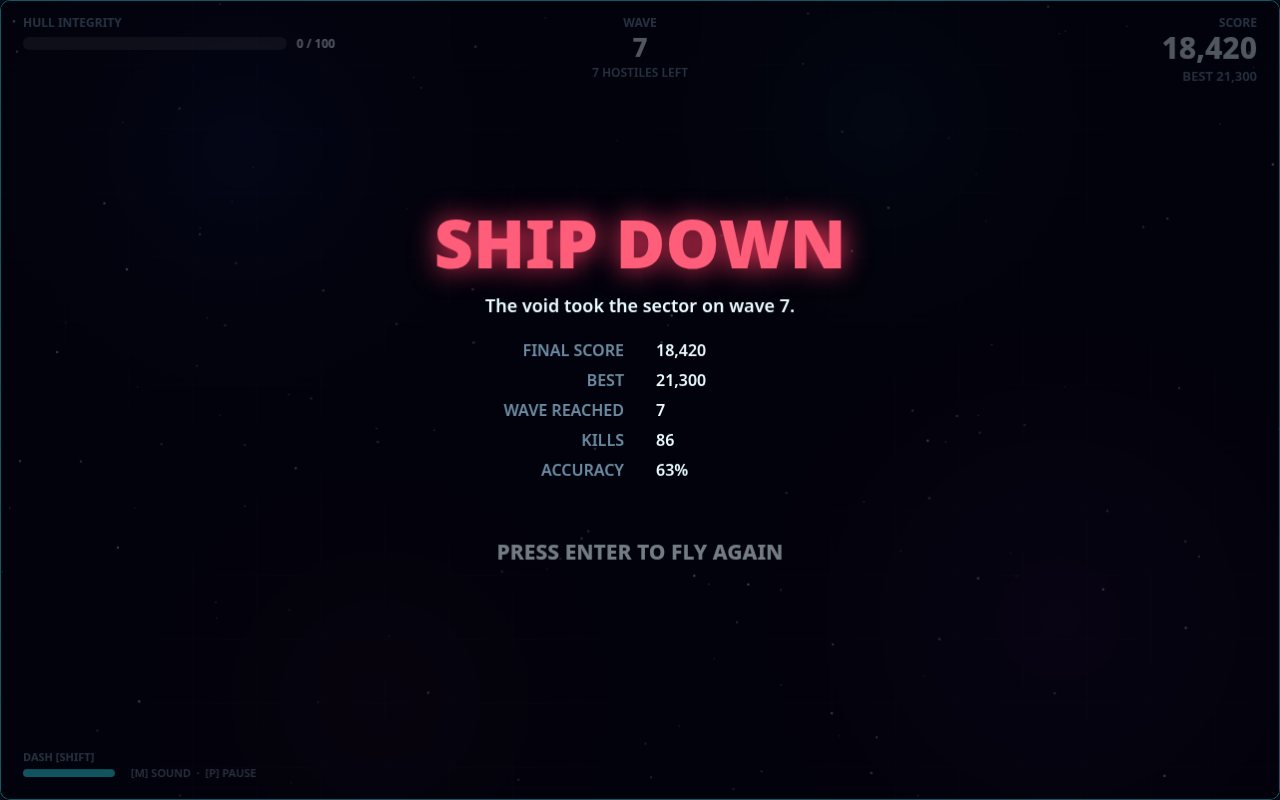 HULL INTEGRITY
0 / 100
WAVE
7
7 HOSTILES LEFT
SCORE
18,420
BEST 21,300
SHIP DOWN
The void took the sector on wave 7.
FINAL SCORE 18,420
BEST 21,300
WAVE REACHED 7
KILLS 86
ACCURACY 63%
PRESS ENTER TO FLY AGAIN
DASH [SHIFT]
[M] SOUND · [P] PAUSE